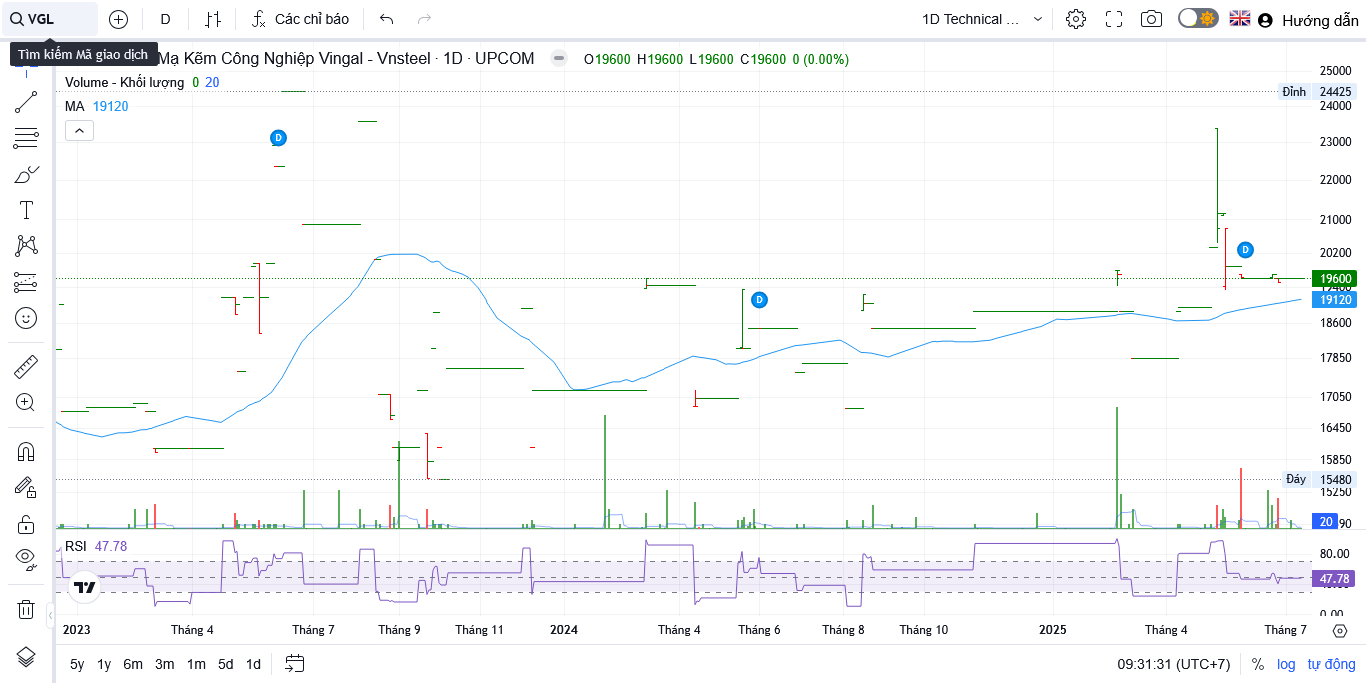 VGL
D
Các chỉ báo
1D Technical ...
Hướng dẫn
Tìm kiếm Mã giao dịch
Mạ Kẽm Công Nghiệp Vingal - Vnsteel · 1D · UPCOM
O19600 H19600 L19600 C19600 0 (0.00%)
Volume - Khối lượng 0 20
MA 19120
25000
Đỉnh 24425
24000
D
23000
22000
21000
D
20200
19600
19400
D
19120
18600
17850
17050
16450
15850
Đáy 15480
15250
20
90
RSI 47.78
80.00
47.78
0.00
2023 Tháng 4 Tháng 7 Tháng 9 Tháng 11 2024 Tháng 4 Tháng 6 Tháng 8 Tháng 10 2025 Tháng 4 Tháng 7
5y 1y 6m 3m 1m 5d 1d
09:31:31 (UTC+7) % log tự động